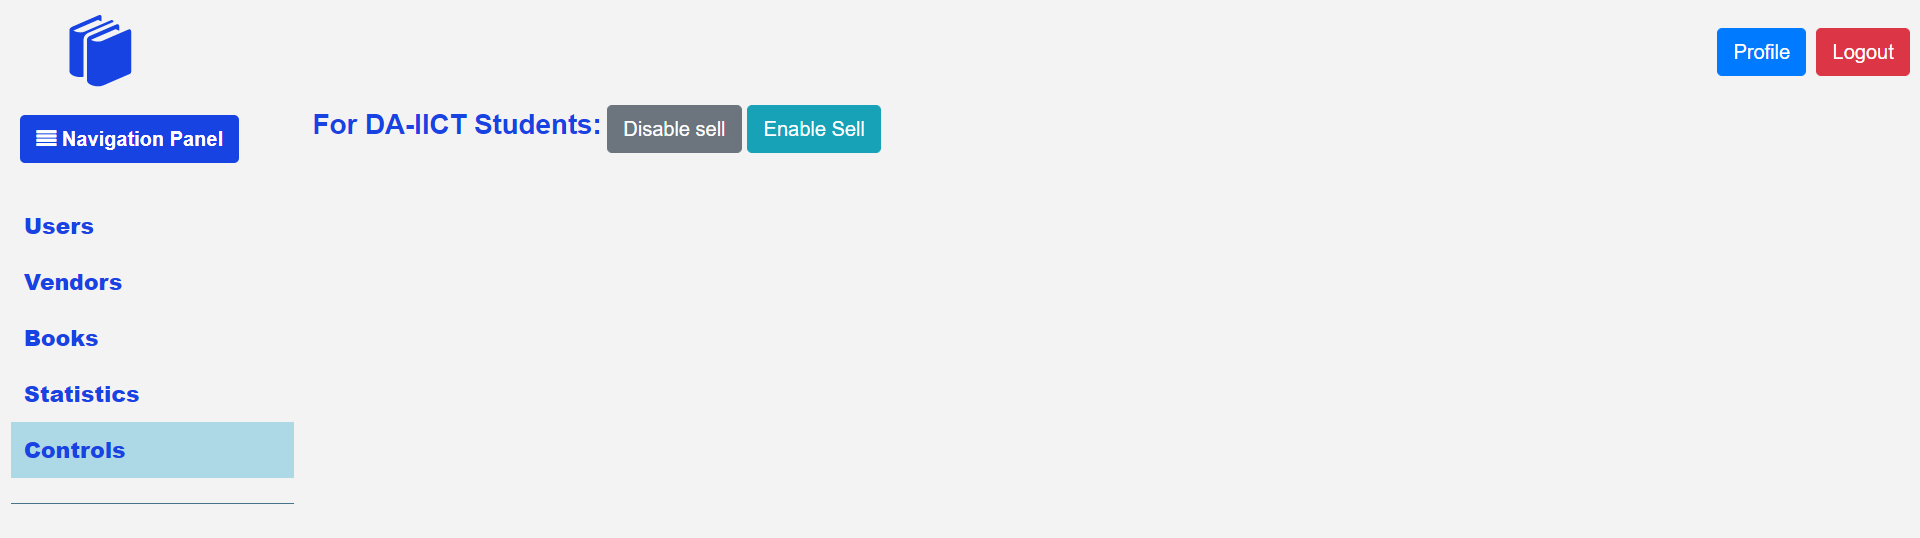 Profile Logout
Navigation Panel
For DA-IICT Students: Disable sell Enable Sell
Users
Vendors
Books
Statistics
Controls